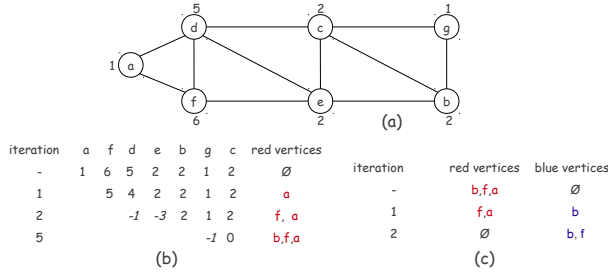 5 2 1
d c g
1 a
f e b
6 2 (a) 2
iteration a f d e b g c red vertices
- 1 6 5 2 2 1 2 Ø
1 5 4 2 2 1 2 a
2 -1 -3 2 1 2 f, a
5 -1 0 b,f,a
(b)
iteration red vertices blue vertices
- b,f,a Ø
1 f,a b
2 Ø b, f
(c)